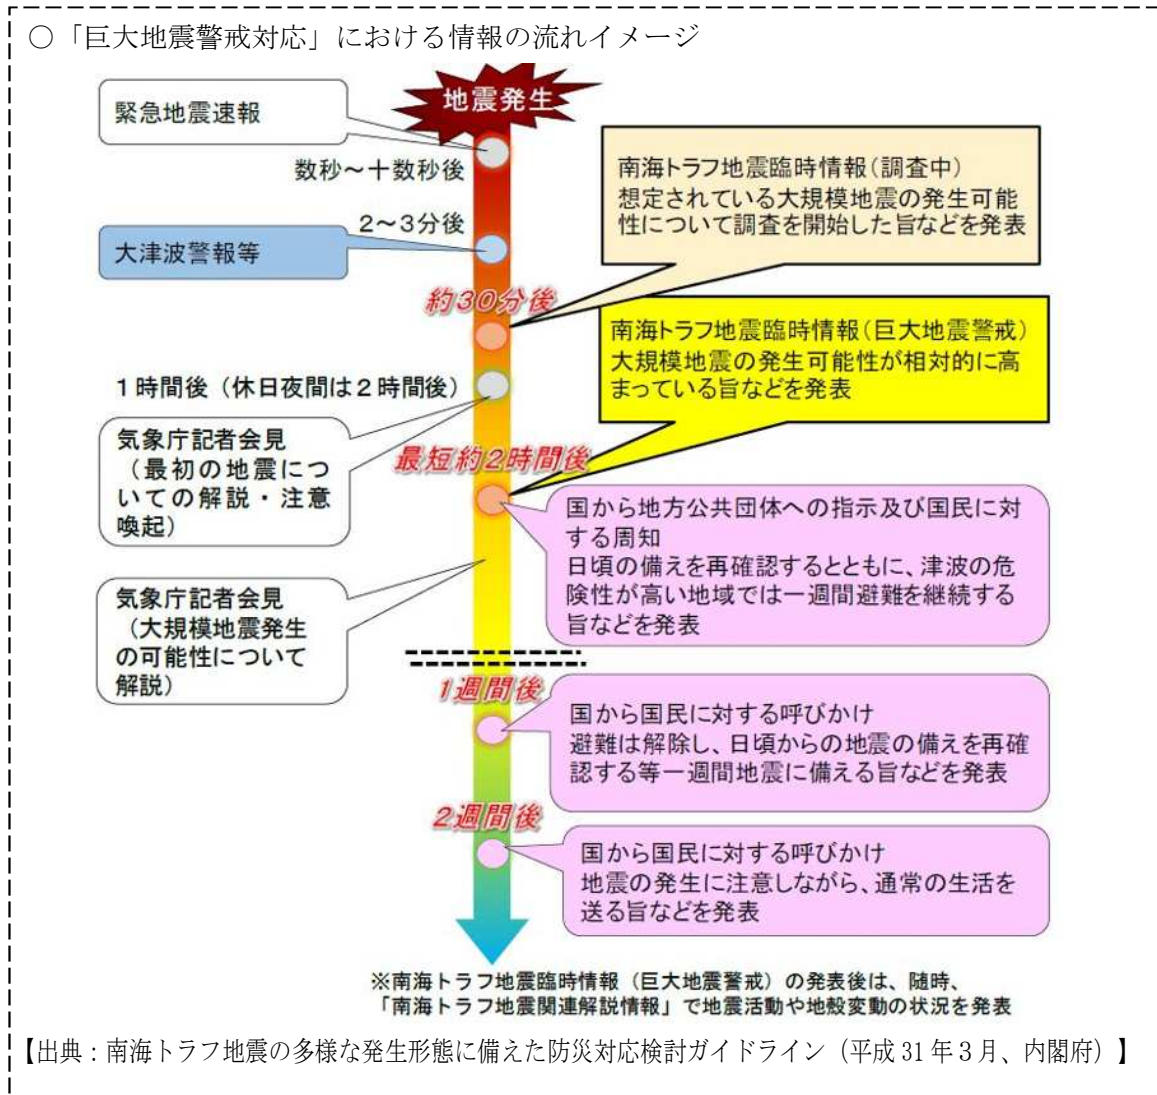 ○「巨大地震警戒対応」における情報の流れイメージ
地震発生
緊急地震速報
数秒～十数秒後
2～3分後
大津波警報等
南海トラフ地震臨時情報（調査中）
想定されている大規模地震の発生可能
性について調査を開始した旨などを発表
約30分後
南海トラフ地震臨時情報（巨大地震警戒）
大規模地震の発生可能性が相対的に高
まっている旨などを発表
1時間後（休日夜間は2時間後）
気象庁記者会見
（最初の地震につ
いての解説・注意
喚起）
最短約2時間後
国から地方公共団体への指示及び国民に対
する周知
日頃の備えを再確認するとともに、津波の危
険性が高い地域では一週間避難を継続する
旨などを発表
気象庁記者会見
（大規模地震発生
の可能性について
解説）
1週間後
国から国民に対する呼びかけ
避難は解除し、日頃からの地震の備えを再確
認する等一週間地震に備える旨などを発表
2週間後
国から国民に対する呼びかけ
地震の発生に注意しながら、通常の生活を
送る旨などを発表
※南海トラフ地震臨時情報（巨大地震警戒）の発表後は、随時、
「南海トラフ地震関連解説情報」で地震活動や地殻変動の状況を発表
【出典：南海トラフ地震の多様な発生形態に備えた防災対応検討ガイドライン（平成31年3月、内閣府）】